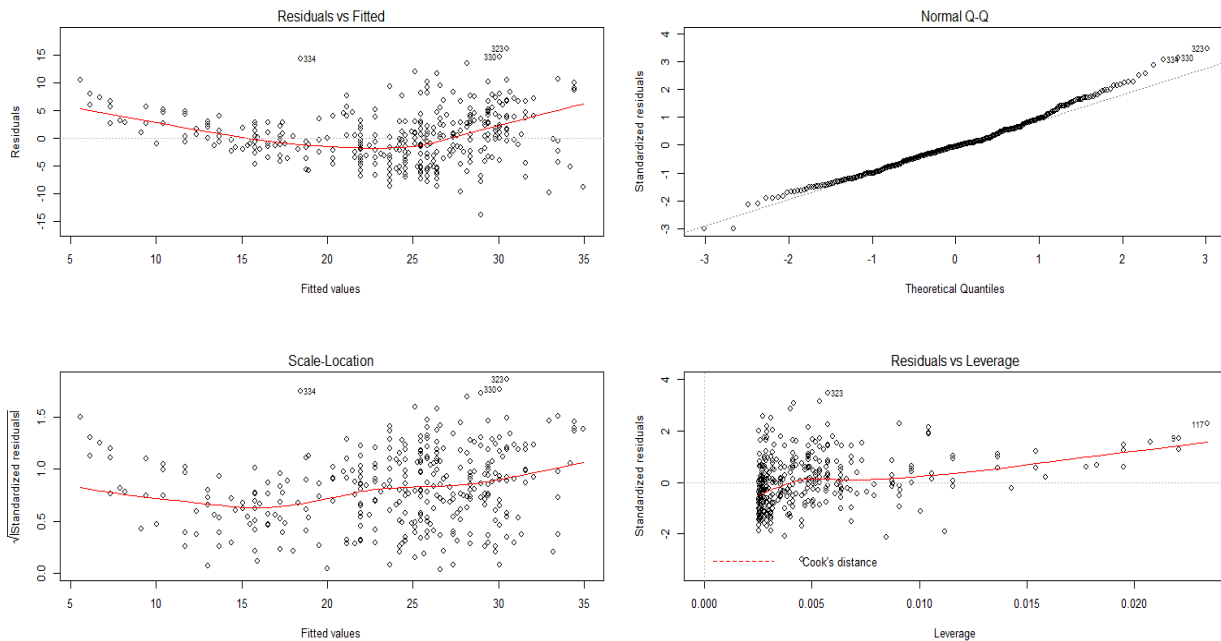 Residuals vs Fitted
Residuals
15
10
5
0
-5
-10
-15
334
330
323
5 10 15 20 25 30 35
Fitted values
Normal Q-Q
Standardized residuals
4
3
2
1
0
-1
-2
-3
334 330
323
-3 -2 -1 0 1 2 3
Theoretical Quantiles
Scale-Location
√|Standardized residuals|
1.5
1.0
0.5
0.0
334
330
323
5 10 15 20 25 30 35
Fitted values
Residuals vs Leverage
Standardized residuals
4
2
0
-2
323
9
117
Cook's distance
0.000 0.005 0.010 0.015 0.020
Leverage